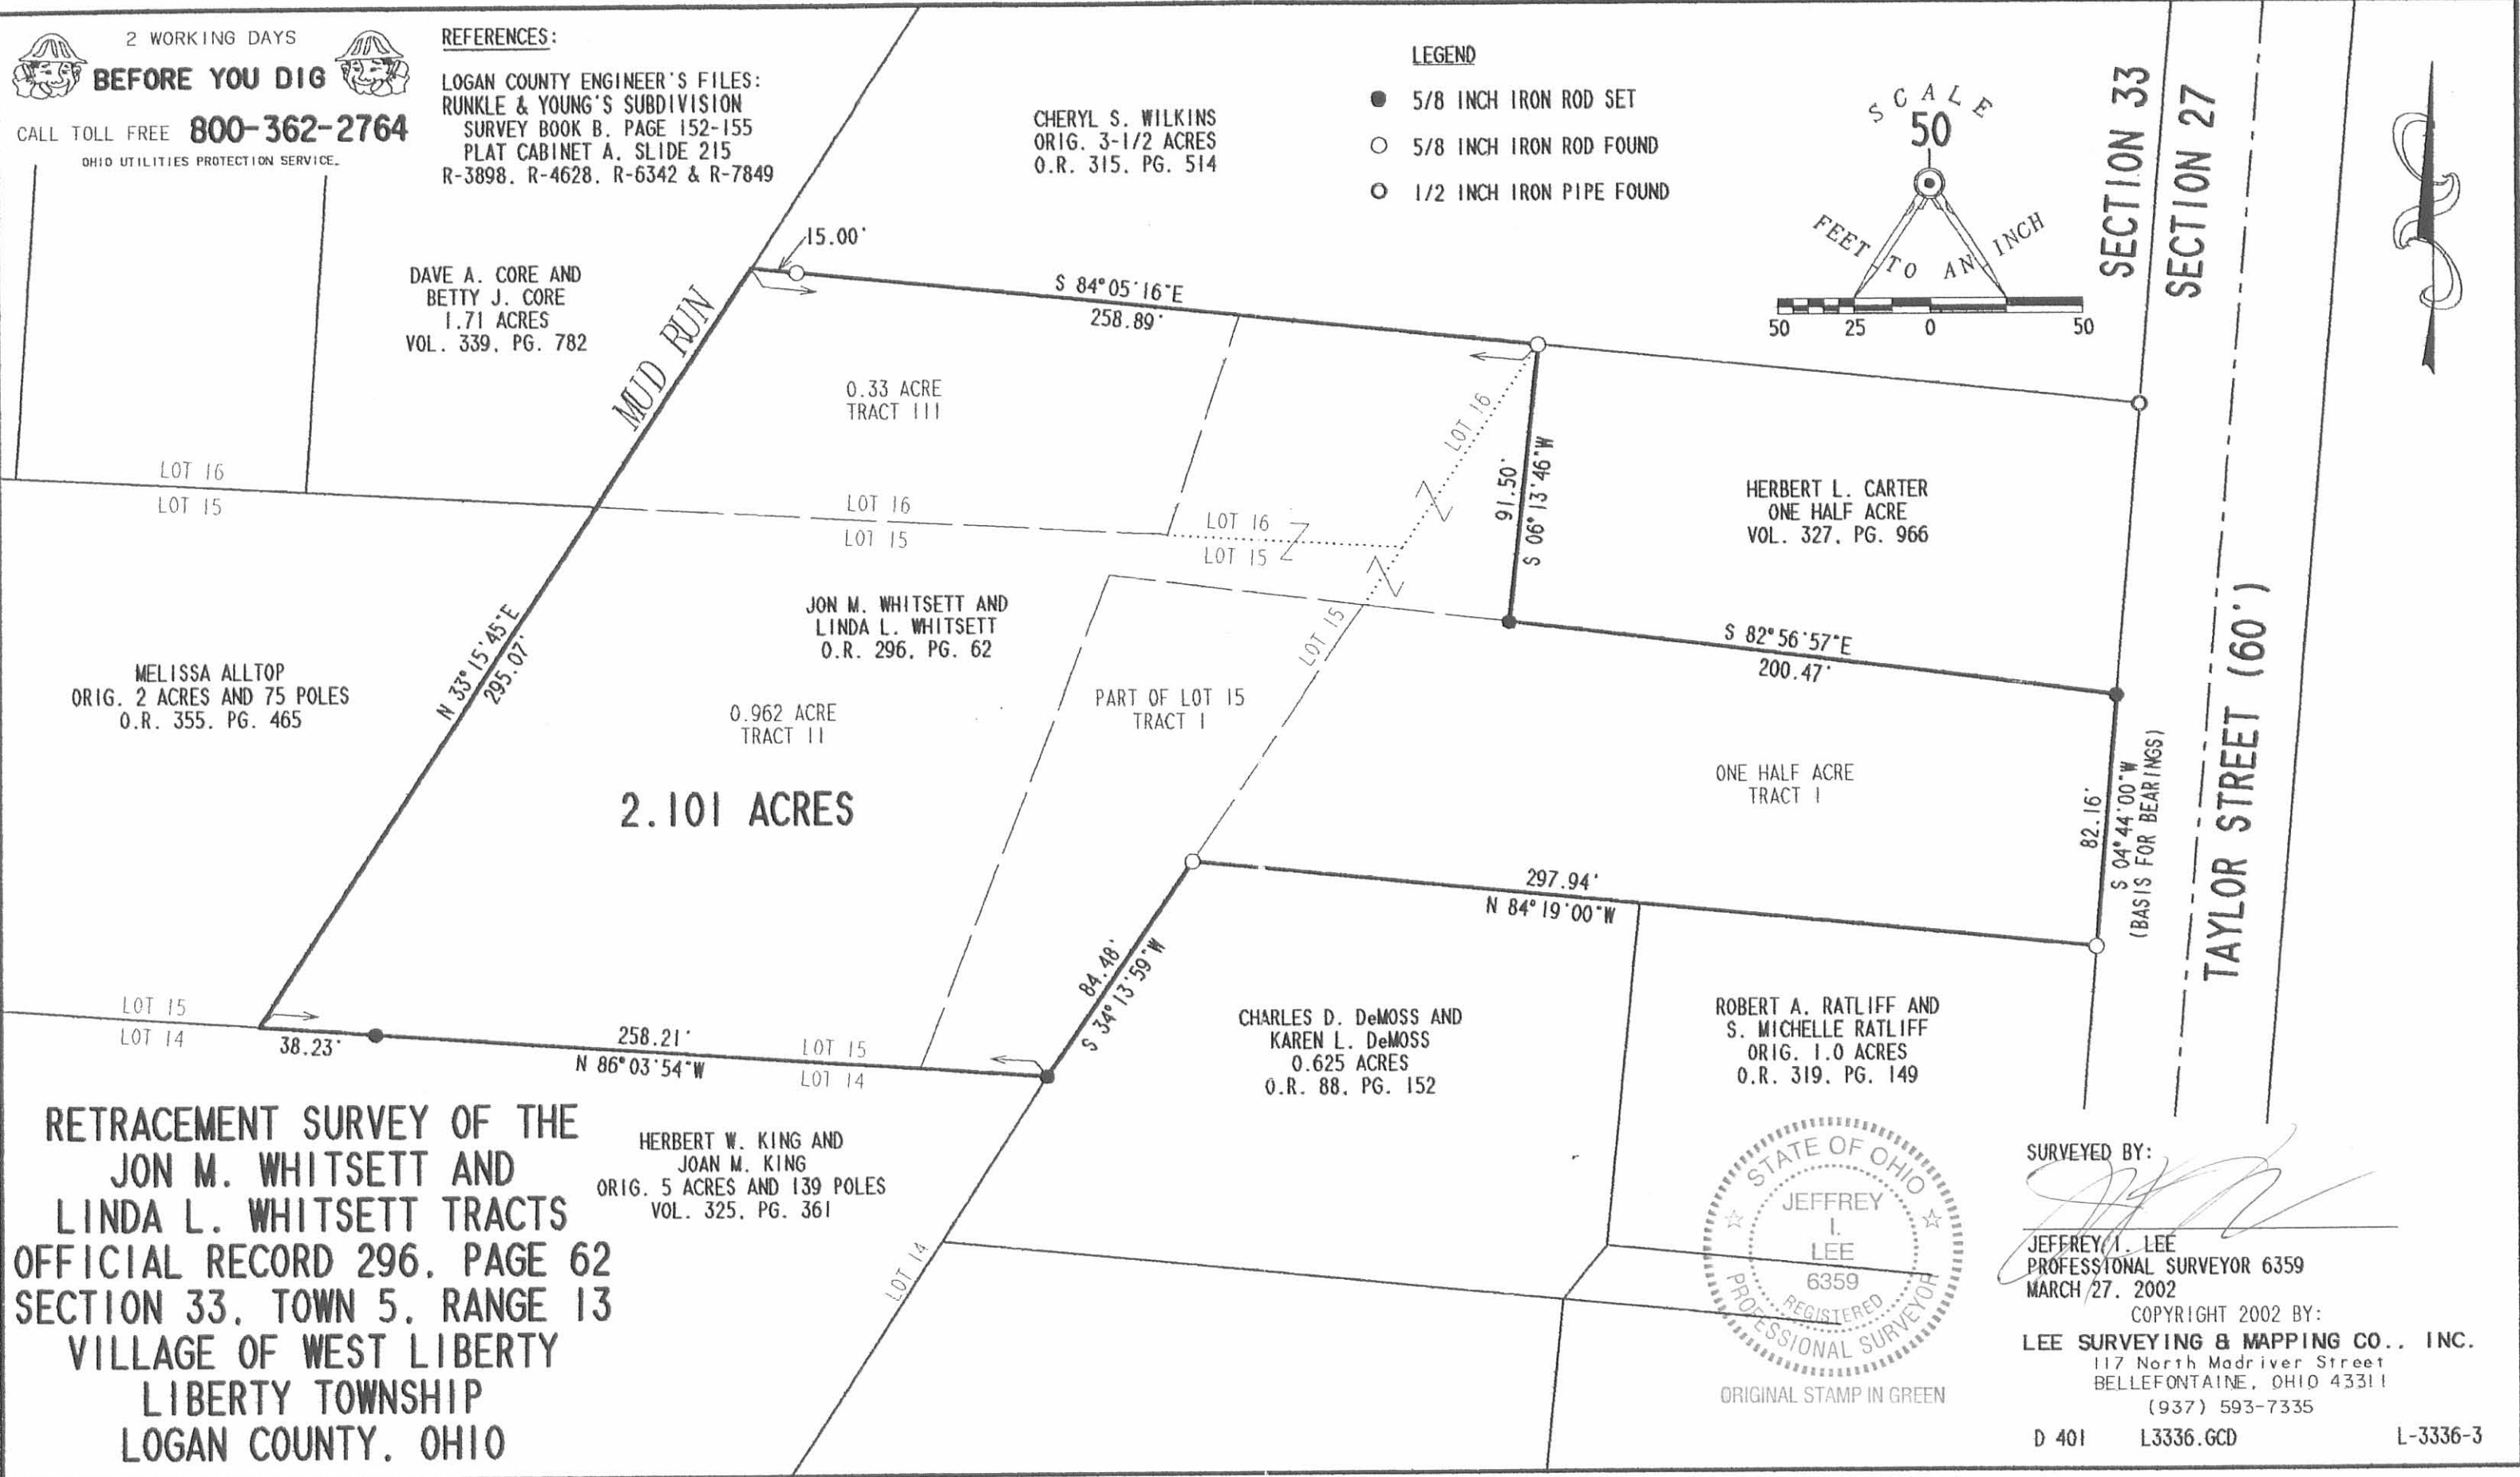 2 WORKING DAYS
BEFORE YOU DIG
CALL TOLL FREE 800-362-2764
OHIO UTILITIES PROTECTION SERVICE.
REFERENCES:
LOGAN COUNTY ENGINEER'S FILES:
RUNKLE & YOUNG'S SUBDIVISION
SURVEY BOOK B. PAGE 152-155
PLAT CABINET A. SLIDE 215
R-3898. R-4628. R-6342 & R-7849
CHERYL S. WILKINS
ORIG. 3-1/2 ACRES
O.R. 315. PG. 514
LEGEND
5/8 INCH IRON ROD SET
5/8 INCH IRON ROD FOUND
1/2 INCH IRON PIPE FOUND
SCALE
50
FEET TO AN INCH
50 25 0 50
SECTION 33
SECTION 27
DAVE A. CORE AND
BETTY J. CORE
1.71 ACRES
VOL. 339. PG. 782
MUD RUN
15.00'
S 84°05'16"E
258.89'
0.33 ACRE
TRACT III
LOT 16
LOT 15
LOT 16
LOT 15
LOT 16
LOT 15
LOT 16
LOT 15
91.50'
S 06°13'46"W
HERBERT L. CARTER
ONE HALF ACRE
VOL. 327. PG. 966
S 82°56'57"E
200.47'
JON M. WHITSETT AND
LINDA L. WHITSETT
O.R. 296. PG. 62
N 33°15'45"E
295.07'
MELISSA ALLTOP
ORIG. 2 ACRES AND 75 POLES
O.R. 355. PG. 465
0.962 ACRE
TRACT II
PART OF LOT 15
TRACT I
2.101 ACRES
ONE HALF ACRE
TRACT I
82.16'
S 04°44'00"W
(BASIS FOR BEARINGS)
TAYLOR STREET (60')
297.94'
N 84°19'00"W
84.48'
S 34°13'59"W
LOT 15
LOT 14
38.23'
258.21'
N 86°03'54"W
LOT 15
LOT 14
CHARLES D. DeMOSS AND
KAREN L. DeMOSS
0.625 ACRES
O.R. 88. PG. 152
ROBERT A. RATLIFF AND
S. MICHELLE RATLIFF
ORIG. 1.0 ACRES
O.R. 319. PG. 149
HERBERT W. KING AND
JOAN M. KING
ORIG. 5 ACRES AND 139 POLES
VOL. 325. PG. 361
LOT 14
RETRACEMENT SURVEY OF THE
JON M. WHITSETT AND
LINDA L. WHITSETT TRACTS
OFFICIAL RECORD 296. PAGE 62
SECTION 33. TOWN 5. RANGE 13
VILLAGE OF WEST LIBERTY
LIBERTY TOWNSHIP
LOGAN COUNTY. OHIO
STATE OF OHIO
JEFFREY
I.
LEE
6359
REGISTERED
PROFESSIONAL SURVEYOR
ORIGINAL STAMP IN GREEN
SURVEYED BY:
JEFFREY I. LEE
PROFESSIONAL SURVEYOR 6359
MARCH 27. 2002
COPYRIGHT 2002 BY:
LEE SURVEYING & MAPPING CO.. INC.
117 North Madriver Street
BELLEFONTAINE, OHIO 43311
(937) 593-7335
D 401 L3336.GCD L-3336-3